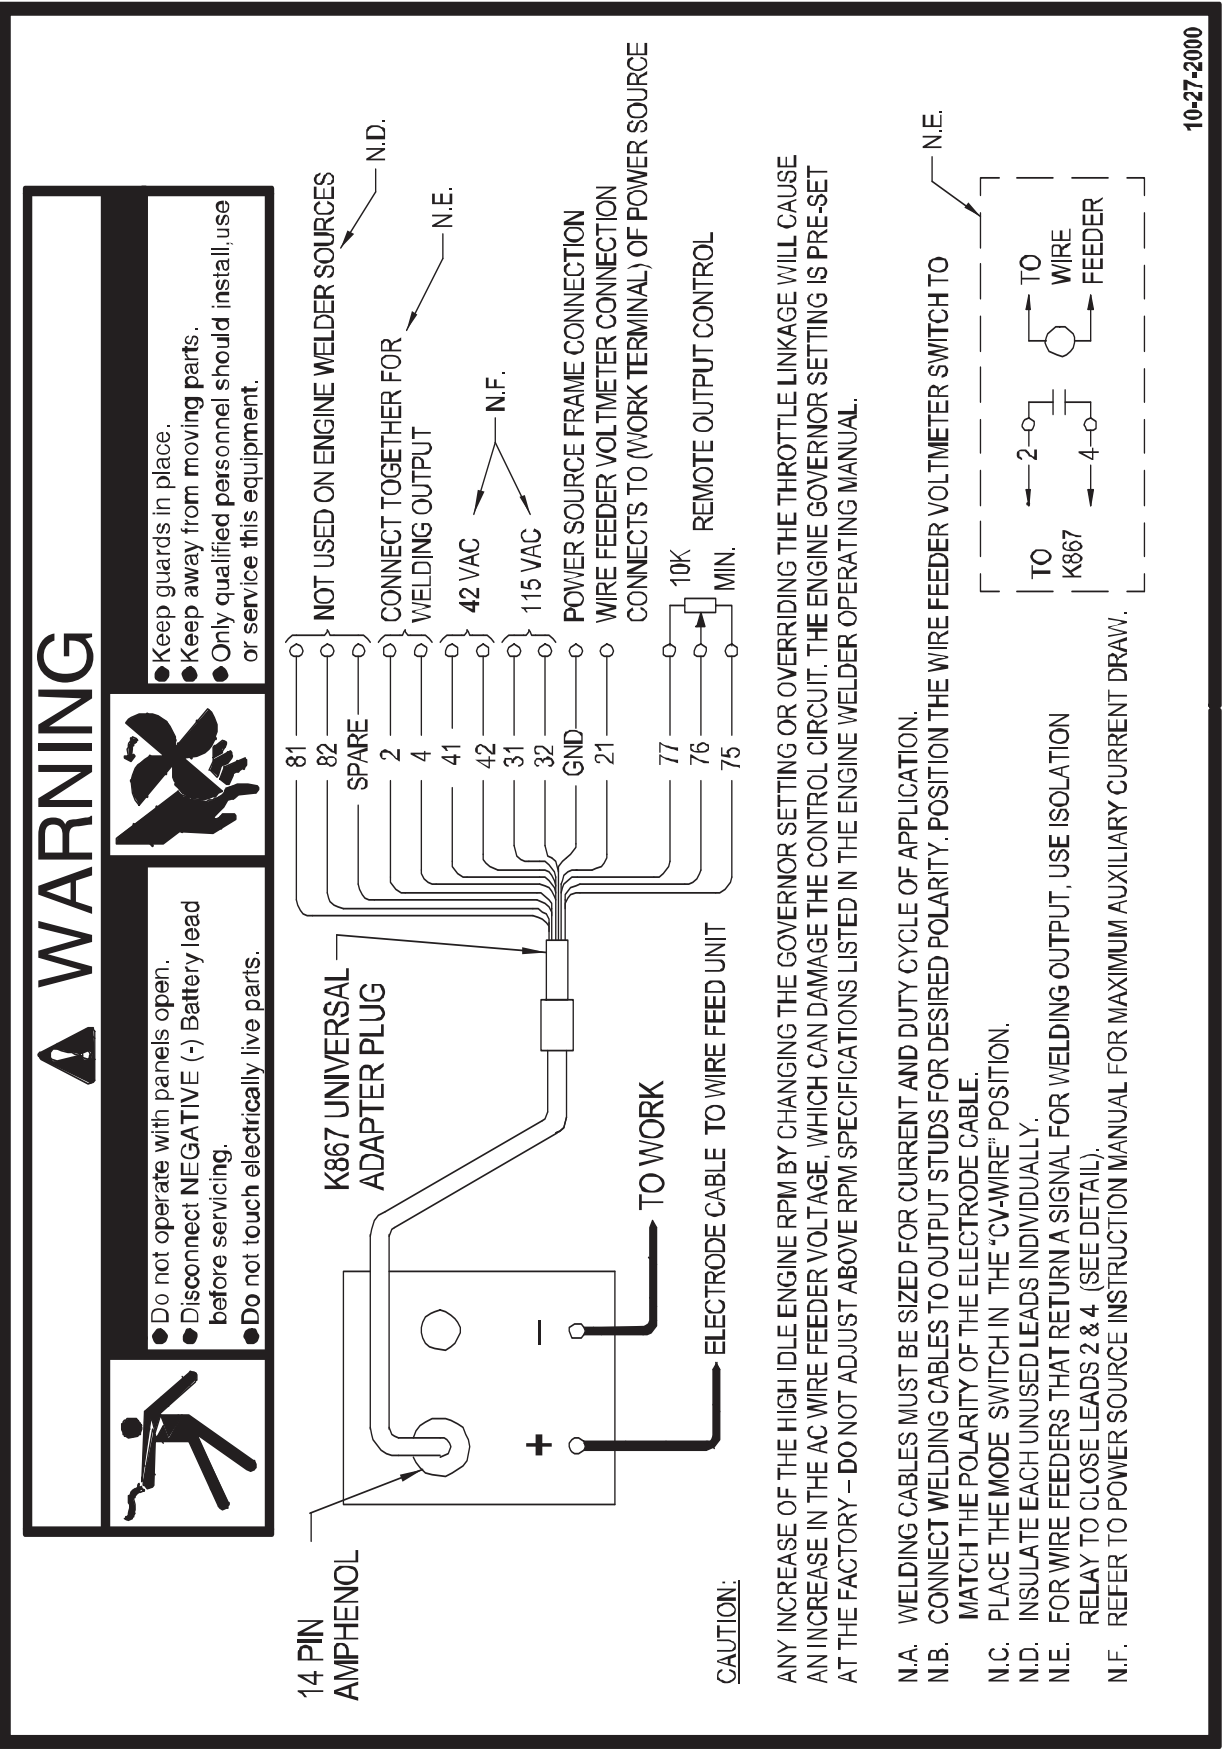 WARNING
● Do not operate with panels open.
● Disconnect NEGATIVE (-) Battery lead
before servicing.
● Do not touch electrically live parts.
● Keep guards in place.
● Keep away from moving parts.
● Only qualified personnel should install, use
or service this equipment.
14 PIN
AMPHENOL
K867 UNIVERSAL
ADAPTER PLUG
81
82
SPARE
2
4
41
42
31
32
GND
21
77
76
75
NOT USED ON ENGINE WELDER SOURCES
N.D.
CONNECT TOGETHER FOR
WELDING OUTPUT
N.E.
42 VAC
115 VAC
N.F.
POWER SOURCE FRAME CONNECTION
WIRE FEEDER VOLTMETER CONNECTION
CONNECTS TO (WORK TERMINAL) OF POWER SOURCE
10K
MIN.
REMOTE OUTPUT CONTROL
+
−
TO WORK
ELECTRODE CABLE TO WIRE FEED UNIT
CAUTION:
ANY INCREASE OF THE HIGH IDLE ENGINE RPM BY CHANGING THE GOVERNOR SETTING OR OVERRIDING THE THROTTLE LINKAGE WILL CAUSE
AN INCREASE IN THE AC WIRE FEEDER VOLTAGE, WHICH CAN DAMAGE THE CONTROL CIRCUIT. THE ENGINE GOVERNOR SETTING IS PRE-SET
AT THE FACTORY – DO NOT ADJUST ABOVE RPM SPECIFICATIONS LISTED IN THE ENGINE WELDER OPERATING MANUAL.
N.A. WELDING CABLES MUST BE SIZED FOR CURRENT AND DUTY CYCLE OF APPLICATION.
N.B. CONNECT WELDING CABLES TO OUTPUT STUDS FOR DESIRED POLARITY. POSITION THE WIRE FEEDER VOLTMETER SWITCH TO
MATCH THE POLARITY OF THE ELECTRODE CABLE.
N.C. PLACE THE MODE SWITCH IN THE "CV-WIRE" POSITION.
N.D. INSULATE EACH UNUSED LEADS INDIVIDUALLY.
N.E. FOR WIRE FEEDERS THAT RETURN A SIGNAL FOR WELDING OUTPUT, USE ISOLATION
RELAY TO CLOSE LEADS 2 & 4 (SEE DETAIL).
N.F. REFER TO POWER SOURCE INSTRUCTION MANUAL FOR MAXIMUM AUXILIARY CURRENT DRAW.
N.E.
TO
K867
2
4
TO
WIRE
FEEDER
10-27-2000